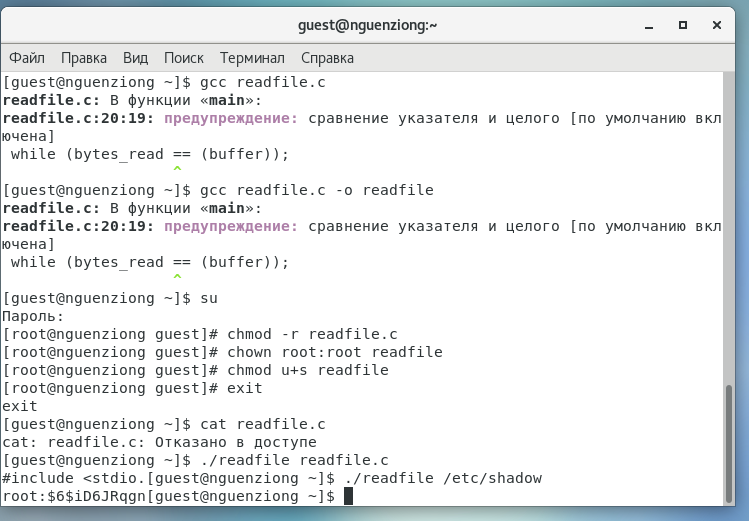 guest@nguenziong:~
Файл Правка Вид Поиск Терминал Справка
[guest@nguenziong ~]$ gcc readfile.c
readfile.c: В функции «main»:
readfile.c:20:19: предупреждение: сравнение указателя и целого [по умолчанию вкл
ючена]
 while (bytes_read == (buffer));
                   ^
[guest@nguenziong ~]$ gcc readfile.c -o readfile
readfile.c: В функции «main»:
readfile.c:20:19: предупреждение: сравнение указателя и целого [по умолчанию вкл
ючена]
 while (bytes_read == (buffer));
                   ^
[guest@nguenziong ~]$ su
Пароль:
[root@nguenziong guest]# chmod -r readfile.c
[root@nguenziong guest]# chown root:root readfile
[root@nguenziong guest]# chmod u+s readfile
[root@nguenziong guest]# exit
exit
[guest@nguenziong ~]$ cat readfile.c
cat: readfile.c: Отказано в доступе
[guest@nguenziong ~]$ ./readfile readfile.c
#include <stdio.[guest@nguenziong ~]$ ./readfile /etc/shadow
root:$6$iD6JRqgn[guest@nguenziong ~]$